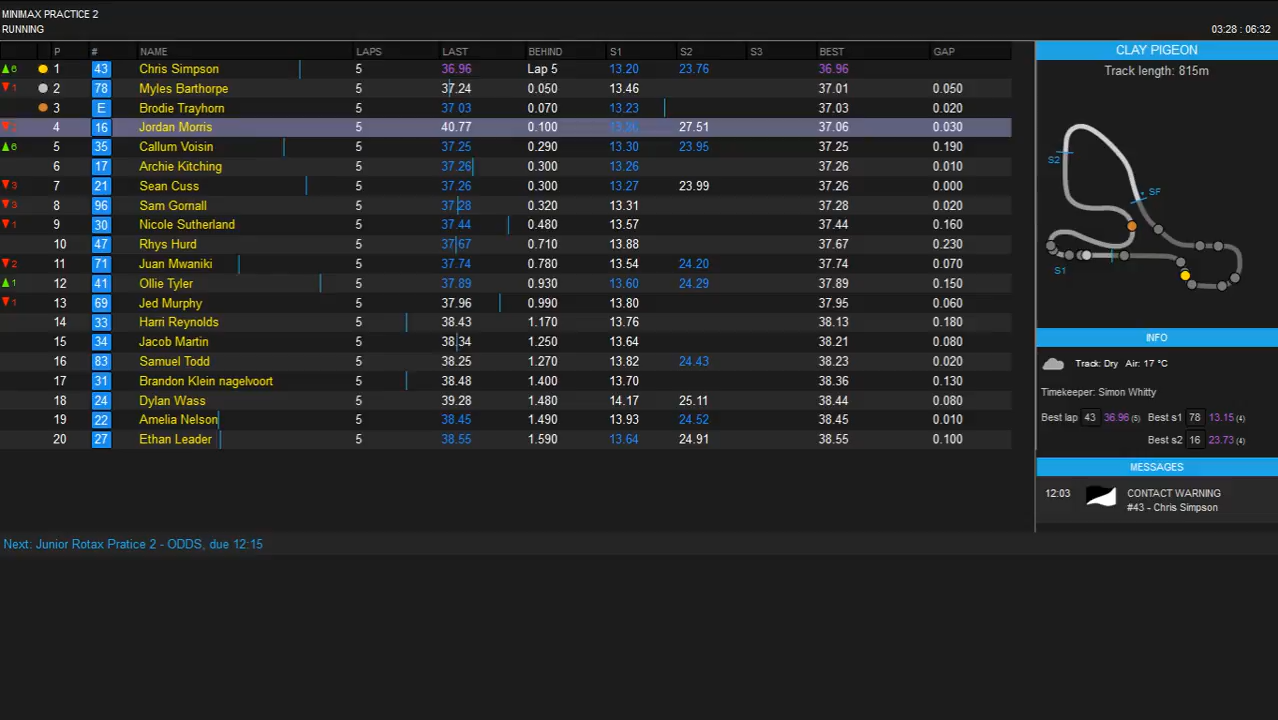 MINIMAX PRACTICE 2
RUNNING
03:28 : 06:32
P # NAME LAPS LAST BEHIND S1 S2 S3 BEST GAP
6 1 43 Chris Simpson 5 36.96 Lap 5 13.20 23.76 36.96
1 2 78 Myles Barthorpe 5 37.24 0.050 13.46 37.01 0.050
3 E Brodie Trayhorn 5 37.03 0.070 13.23 37.03 0.020
4 16 Jordan Morris 5 40.77 0.100 27.51 37.06 0.030
6 5 35 Callum Voisin 5 37.25 0.290 13.30 23.95 37.25 0.190
6 17 Archie Kitching 5 37.26 0.300 13.26 37.26 0.010
3 7 21 Sean Cuss 5 37.26 0.300 13.27 23.99 37.26 0.000
3 8 96 Sam Gornall 5 37.28 0.320 13.31 37.28 0.020
1 9 30 Nicole Sutherland 5 37.44 0.480 13.57 37.44 0.160
10 47 Rhys Hurd 5 37.67 0.710 13.88 37.67 0.230
2 11 71 Juan Mwaniki 5 37.74 0.780 13.54 24.20 37.74 0.070
1 12 41 Ollie Tyler 5 37.89 0.930 13.60 24.29 37.89 0.150
1 13 69 Jed Murphy 5 37.96 0.990 13.80 37.95 0.060
14 33 Harri Reynolds 5 38.43 1.170 13.76 38.13 0.180
15 34 Jacob Martin 5 38.34 1.250 13.64 38.21 0.080
16 83 Samuel Todd 5 38.25 1.270 13.82 24.43 38.23 0.020
17 31 Brandon Klein nagelvoort 5 38.48 1.400 13.70 38.36 0.130
18 24 Dylan Wass 5 39.28 1.480 14.17 25.11 38.44 0.080
19 22 Amelia Nelson 5 38.45 1.490 13.93 24.52 38.45 0.010
20 27 Ethan Leader 5 38.55 1.590 13.64 24.91 38.55 0.100
Next: Junior Rotax Pratice 2 - ODDS, due 12:15
CLAY PIGEON
Track length: 815m
S2
SF
S1
INFO
Track: Dry Air: 17 °C
Timekeeper: Simon Whitty
Best lap 43 36.96 (5) Best s1 78 13.15 (4)
Best s2 16 23.73 (4)
MESSAGES
12:03 CONTACT WARNING
#43 - Chris Simpson